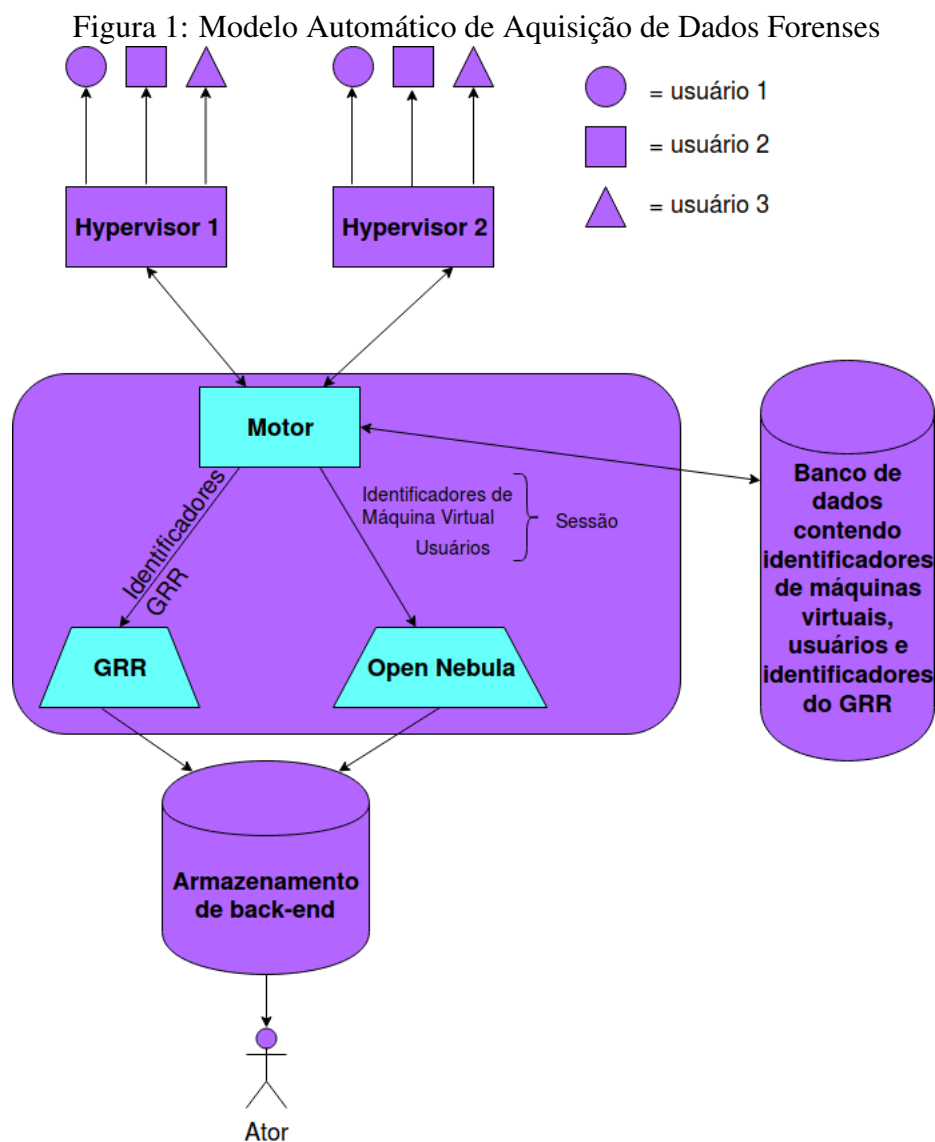 Figura 1: Modelo Automático de Aquisição de Dados Forenses
= usuário 1
= usuário 2
= usuário 3
Hypervisor 1
Hypervisor 2
Motor
Identificadores
GRR
Identificadores de
Máquina Virtual
Usuários
Sessão
Banco de
dados
contendo
identificadores
de máquinas
virtuais,
usuários e
identificadores
do GRR
GRR
Open Nebula
Armazenamento
de back-end
Ator